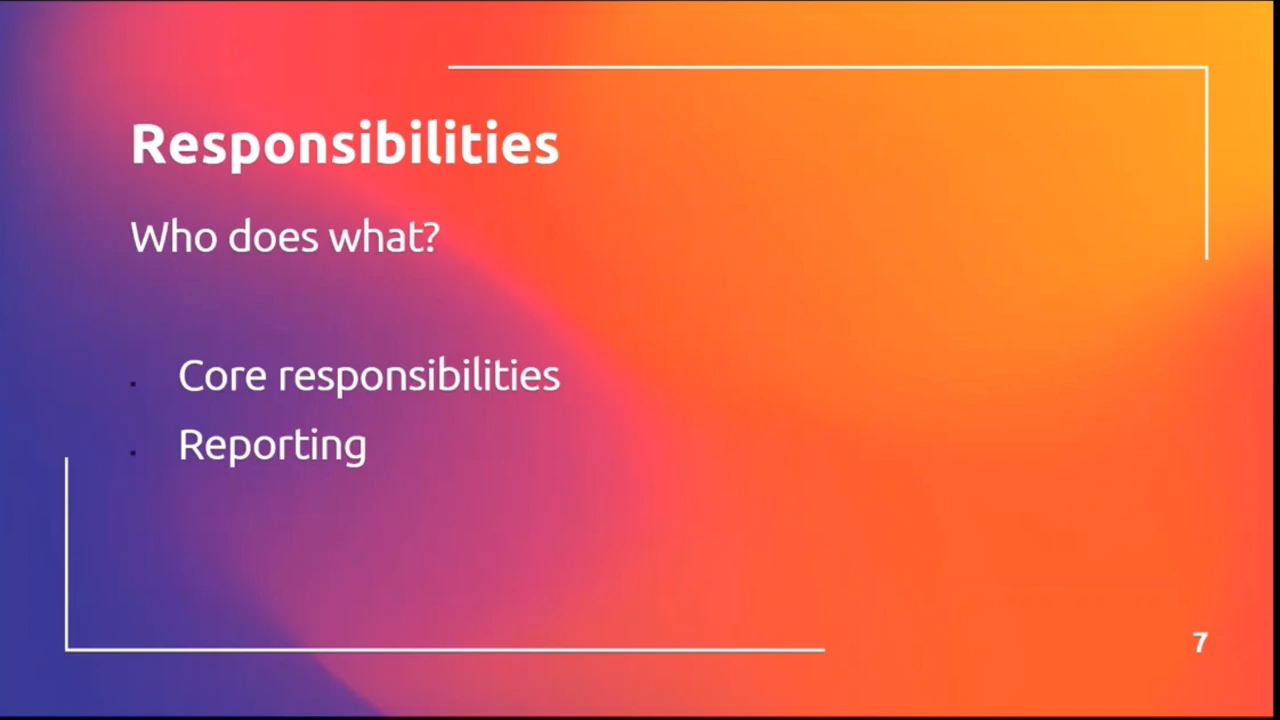 Responsibilities
Who does what?
Core responsibilities
Reporting
7